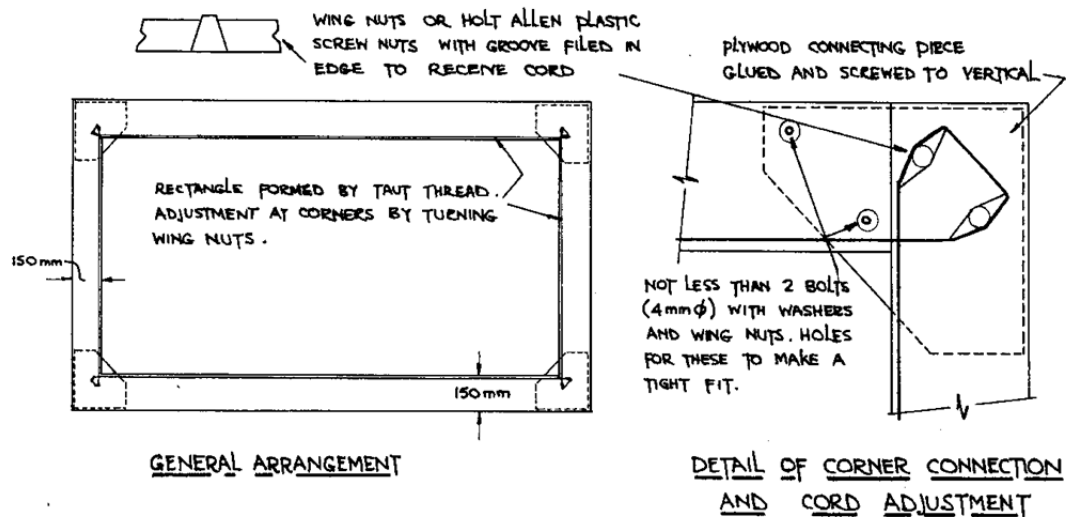 WING NUTS OR HOLT ALLEN PLASTIC
SCREW NUTS WITH GROOVE FILED IN
EDGE TO RECEIVE CORD
PLYWOOD CONNECTING PIECE
GLUED AND SCREWED TO VERTICAL
RECTANGLE FORMED BY TAUT THREAD.
ADJUSTMENT AT CORNERS BY TURNING
WING NUTS.
150mm
150mm
NOT LESS THAN 2 BOLTS
(4mmϕ) WITH WASHERS
AND WING NUTS. HOLES
FOR THESE TO MAKE A
TIGHT FIT.
GENERAL ARRANGEMENT
DETAIL OF CORNER CONNECTION
AND CORD ADJUSTMENT